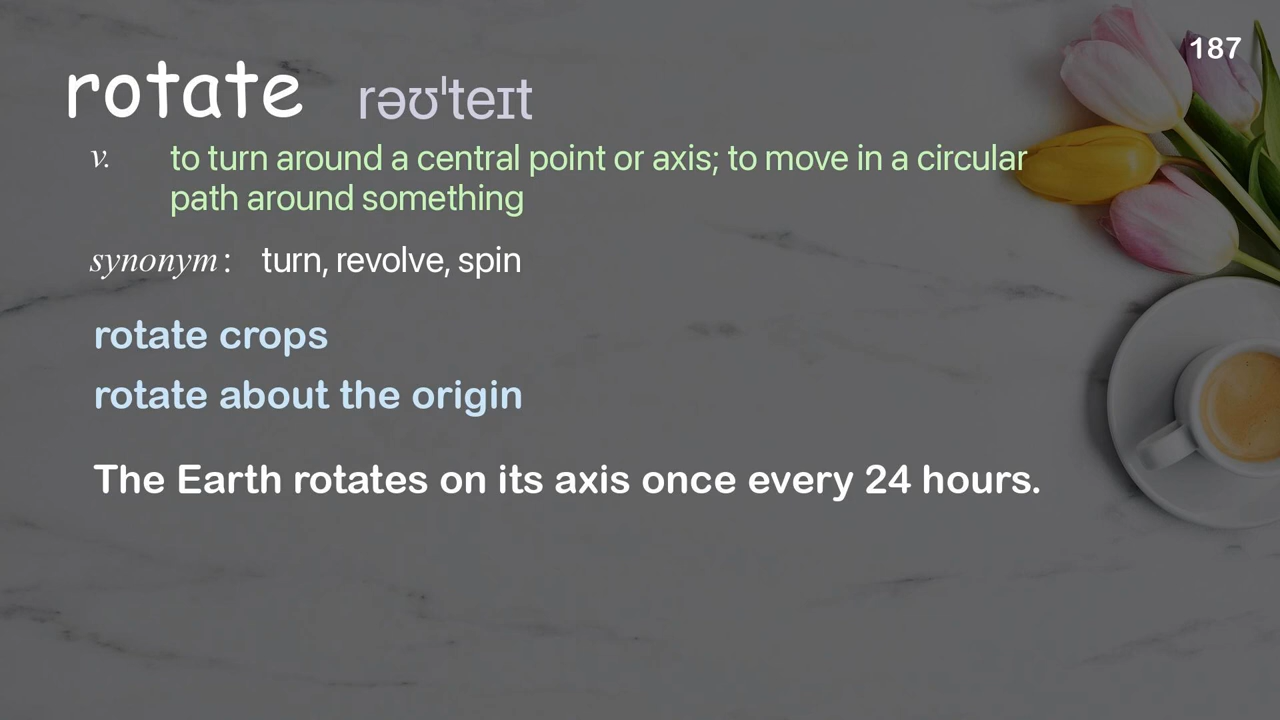 187
rotate rəʊˈteɪt
v. to turn around a central point or axis; to move in a circular
path around something
synonym: turn, revolve, spin
rotate crops
rotate about the origin
The Earth rotates on its axis once every 24 hours.